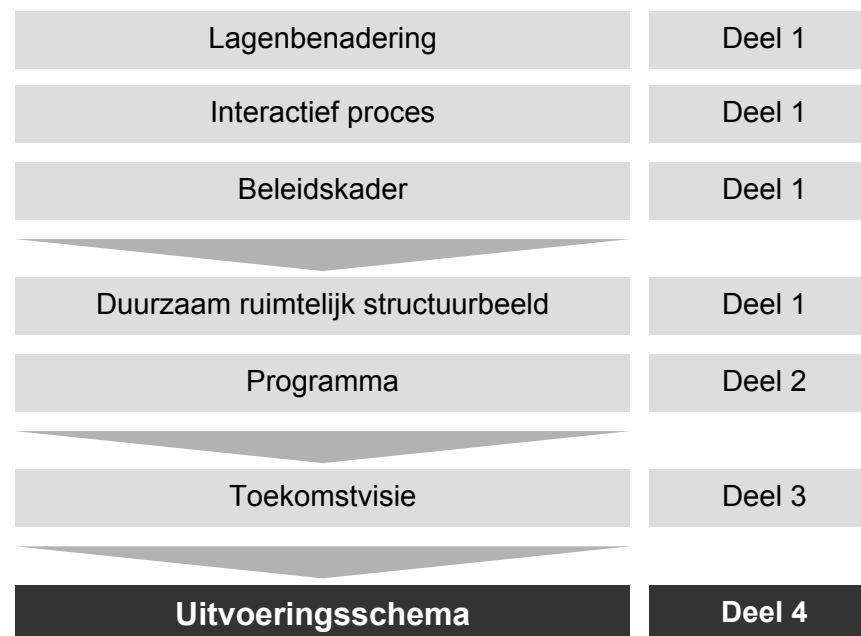 Lagenbenadering Deel 1
Interactief proces Deel 1
Beleidskader Deel 1
Duurzaam ruimtelijk structuurbeeld Deel 1
Programma Deel 2
Toekomstvisie Deel 3
Uitvoeringsschema Deel 4